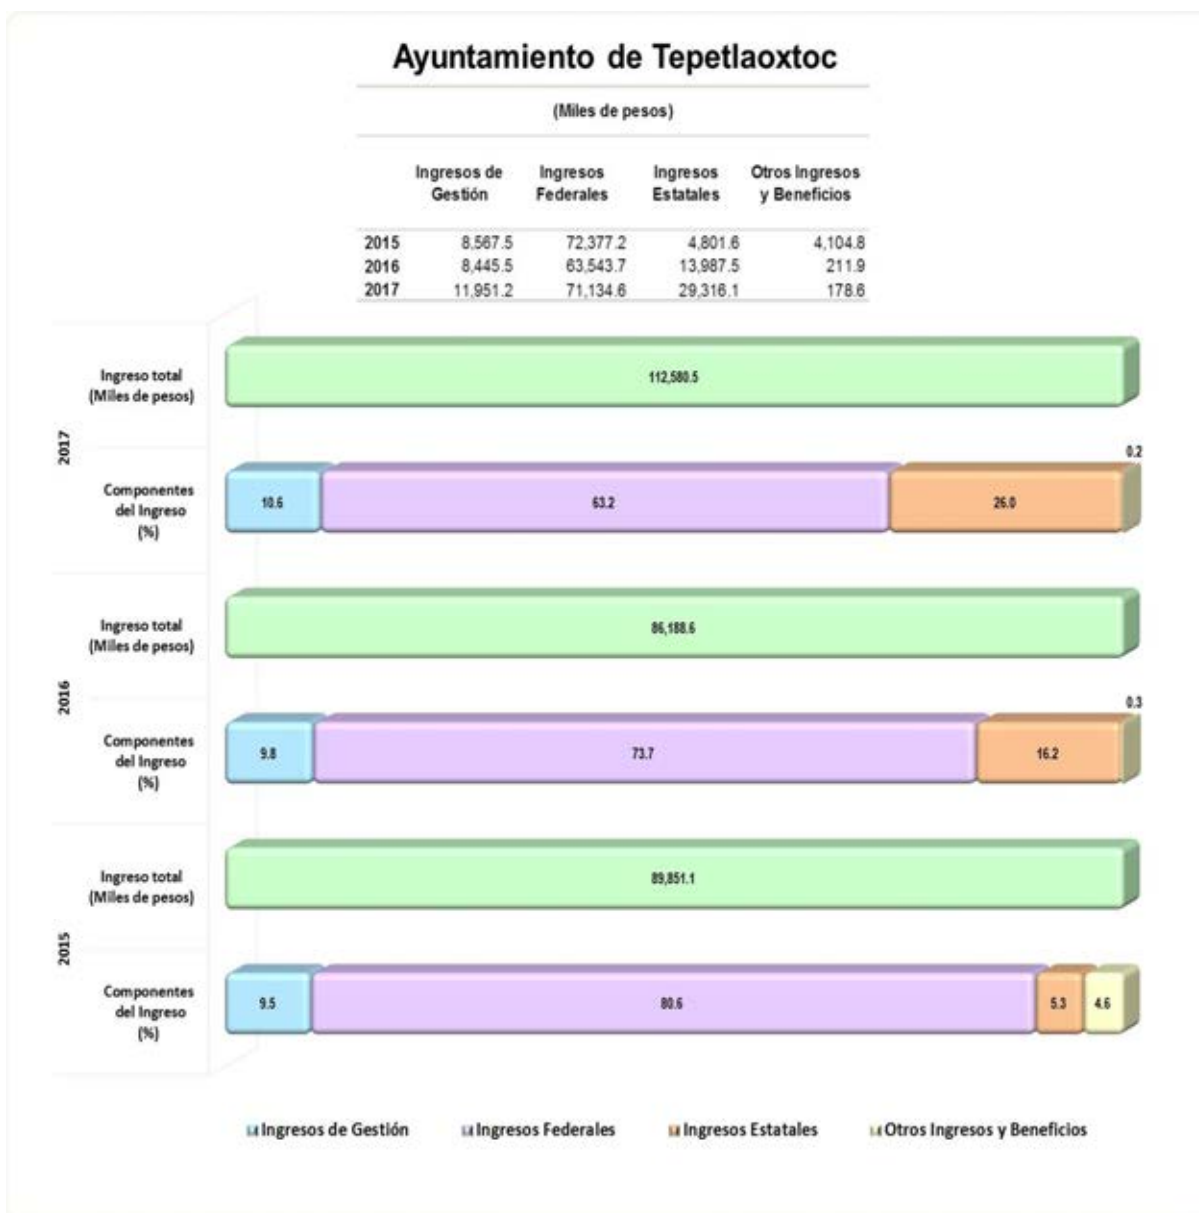 Ayuntamiento de Tepetlaoxtoc
(Miles de pesos)
Ingresos de Gestión Ingresos Federales Ingresos Estatales Otros Ingresos y Beneficios
2015 8,567.5 72,377.2 4,801.6 4,104.8
2016 8,445.5 63,543.7 13,987.5 211.9
2017 11,951.2 71,134.6 29,316.1 178.6
2017
Ingreso total
(Miles de pesos)
112,580.5
Componentes
del Ingreso
(%)
10.6 63.2 26.0 0.2
2016
Ingreso total
(Miles de pesos)
86,188.6
Componentes
del Ingreso
(%)
9.8 73.7 16.2 0.3
2015
Ingreso total
(Miles de pesos)
89,851.1
Componentes
del Ingreso
(%)
9.5 80.6 5.3 4.6
Ingresos de Gestión Ingresos Federales Ingresos Estatales Otros Ingresos y Beneficios